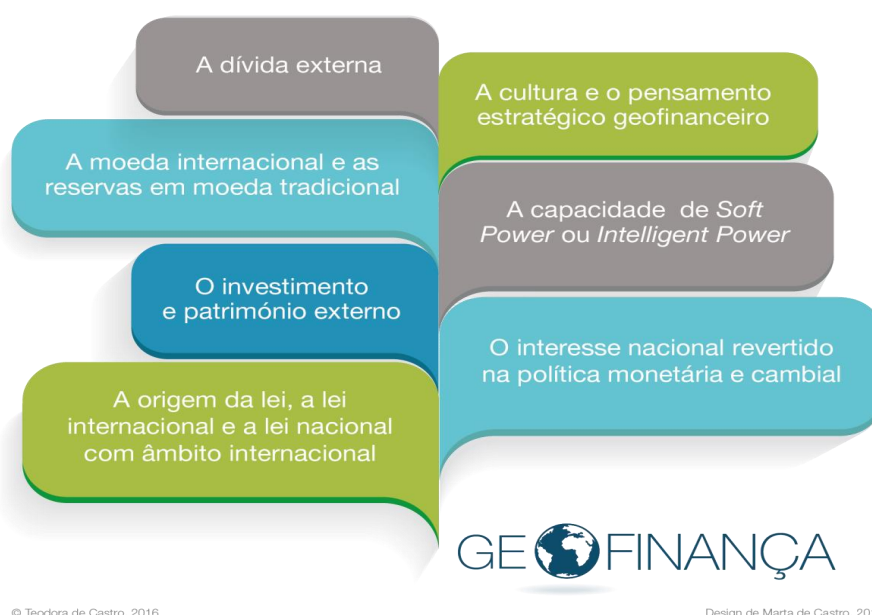 A dívida externa
A cultura e o pensamento
estratégico geofinanceiro
A moeda internacional e as
reservas em moeda tradicional
A capacidade de Soft
Power ou Intelligent Power
O investimento
e património externo
O interesse nacional revertido
na política monetária e cambial
A origem da lei, a lei
internacional e a lei nacional
com âmbito internacional
GEOFINANÇA
© Teodora de Castro, 2016
Design de Marta de Castro,